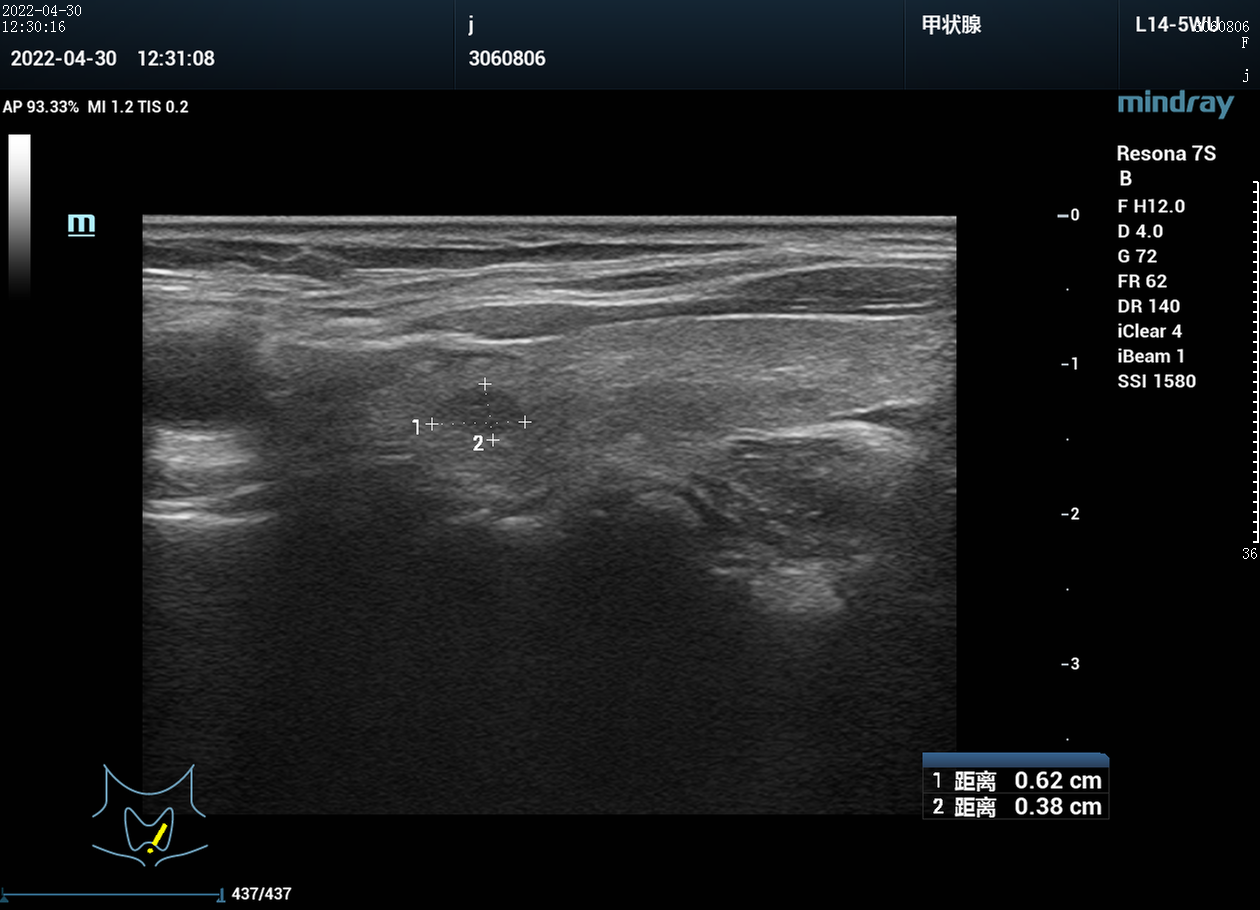 2022-04-30
12:30:16
2022-04-30 12:31:08
j
3060806
甲状腺
L14-5WU
3060806
F
j
AP 93.33% MI 1.2 TIS 0.2
mindray
m
Resona 7S
B
F H12.0
D 4.0
G 72
FR 62
DR 140
iClear 4
iBeam 1
SSI 1580
0
-1
-2
-3
36
1
2
1 距离 0.62 cm
2 距离 0.38 cm
437/437